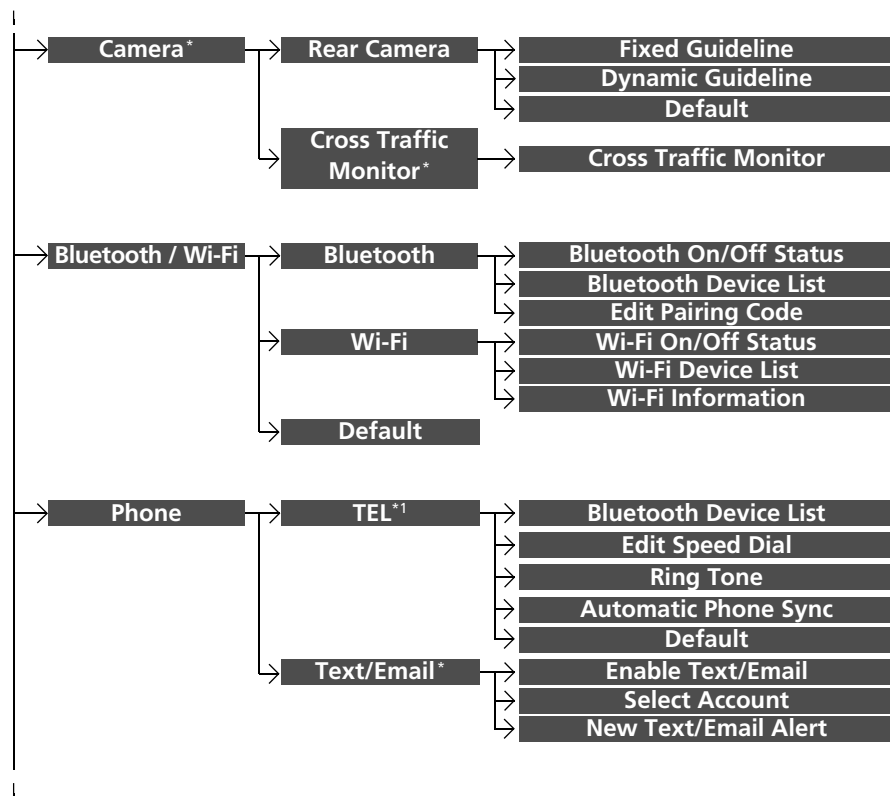 Camera*
Rear Camera
Fixed Guideline
Dynamic Guideline
Default
Cross Traffic
Monitor*
Cross Traffic Monitor
Bluetooth / Wi-Fi
Bluetooth
Bluetooth On/Off Status
Bluetooth Device List
Edit Pairing Code
Wi-Fi
Wi-Fi On/Off Status
Wi-Fi Device List
Wi-Fi Information
Default
Phone
TEL*1
Bluetooth Device List
Edit Speed Dial
Ring Tone
Automatic Phone Sync
Default
Text/Email*
Enable Text/Email
Select Account
New Text/Email Alert